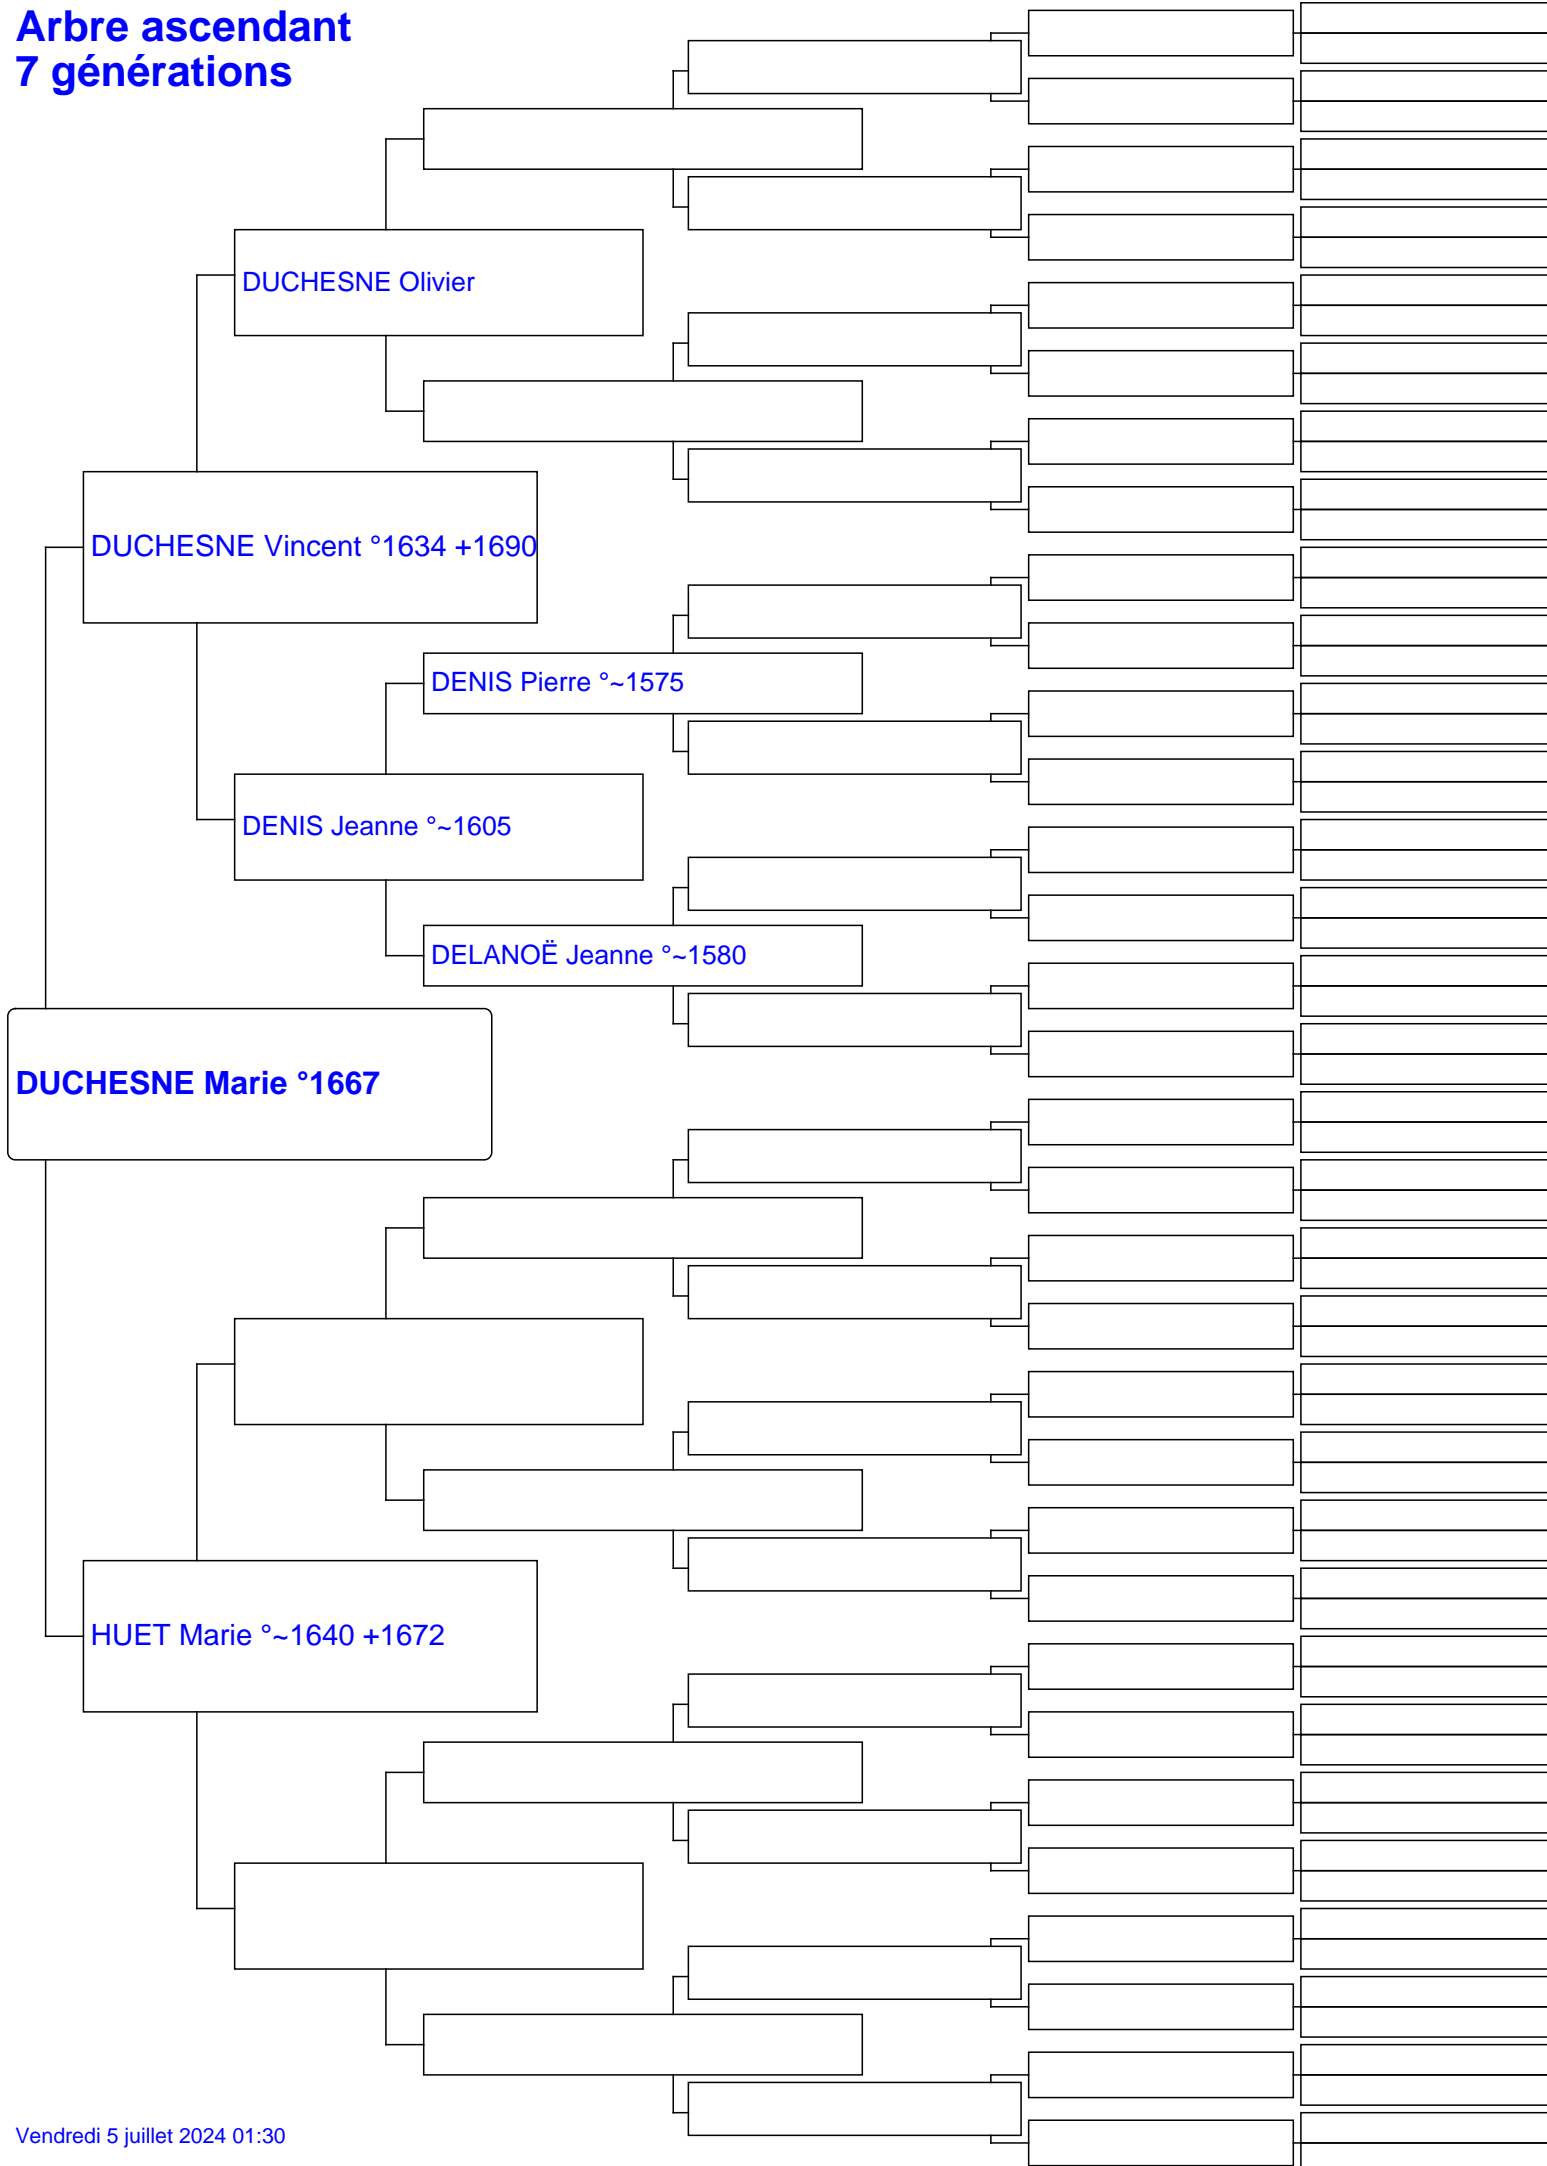 Arbre ascendant
7 générations
DUCHESNE Olivier
DUCHESNE Vincent °1634 +1690
DENIS Pierre °~1575
DENIS Jeanne °~1605
DELANOË Jeanne °~1580
DUCHESNE Marie °1667
HUET Marie °~1640 +1672
Vendredi 5 juillet 2024 01:30